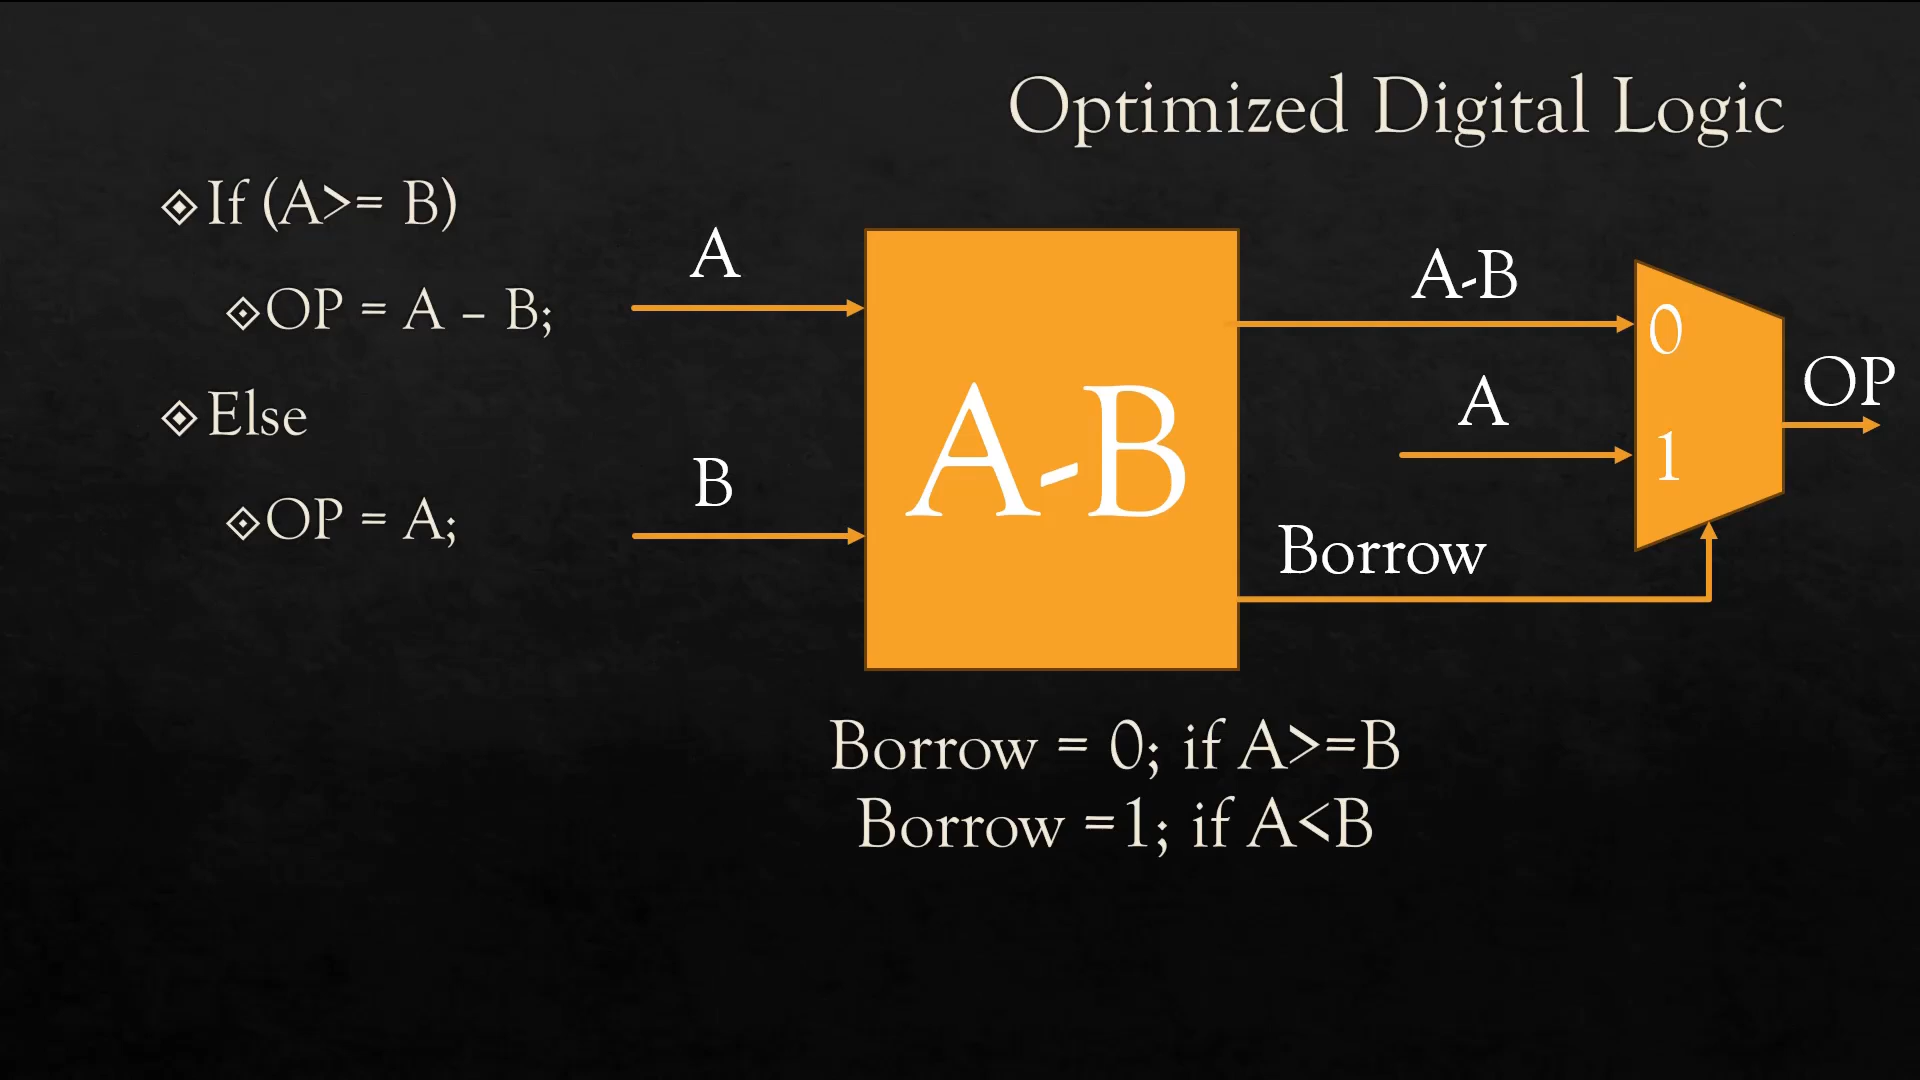 Optimized Digital Logic
If (A>= B)
OP = A – B;
Else
OP = A;
A
B
A-B
A-B
A
Borrow
0
1
OP
Borrow = 0; if A>=B
Borrow =1; if A<B